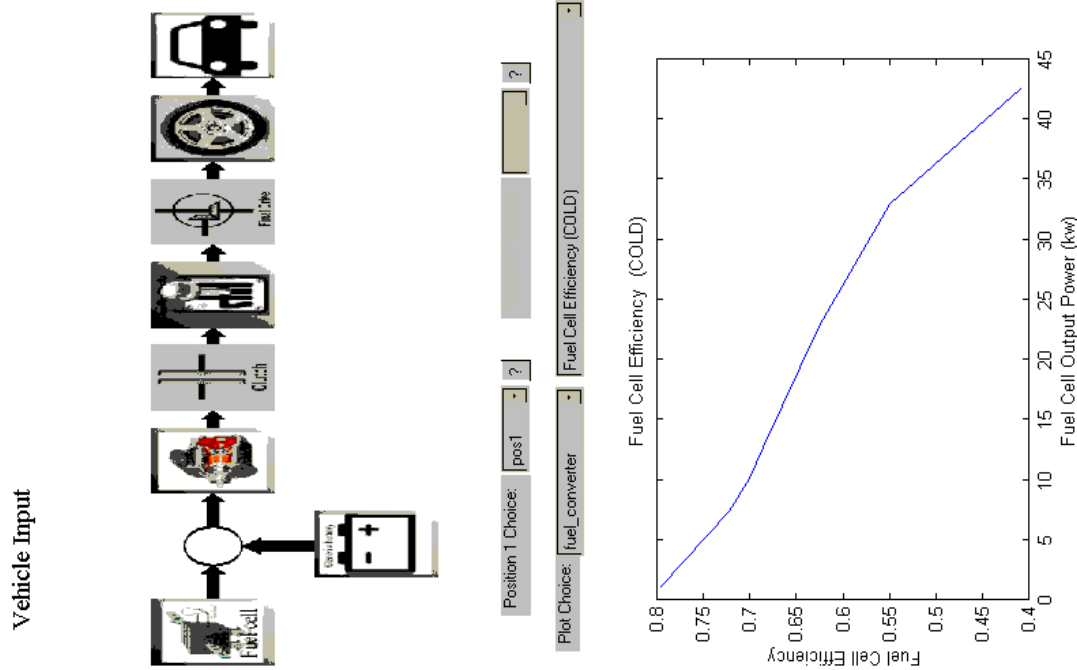 Vehicle Input
Fuel cell
Clutch
Final Drive
- +
Position 1 Choice:
pos1
?
?
Plot Choice:
fuel_converter
Fuel Cell Efficiency (COLD)
Fuel Cell Efficiency (COLD)
Fuel Cell Efficiency
0.8
0.75
0.7
0.65
0.6
0.55
0.5
0.45
0.4
0 5 10 15 20 25 30 35 40 45
Fuel Cell Output Power (kw)